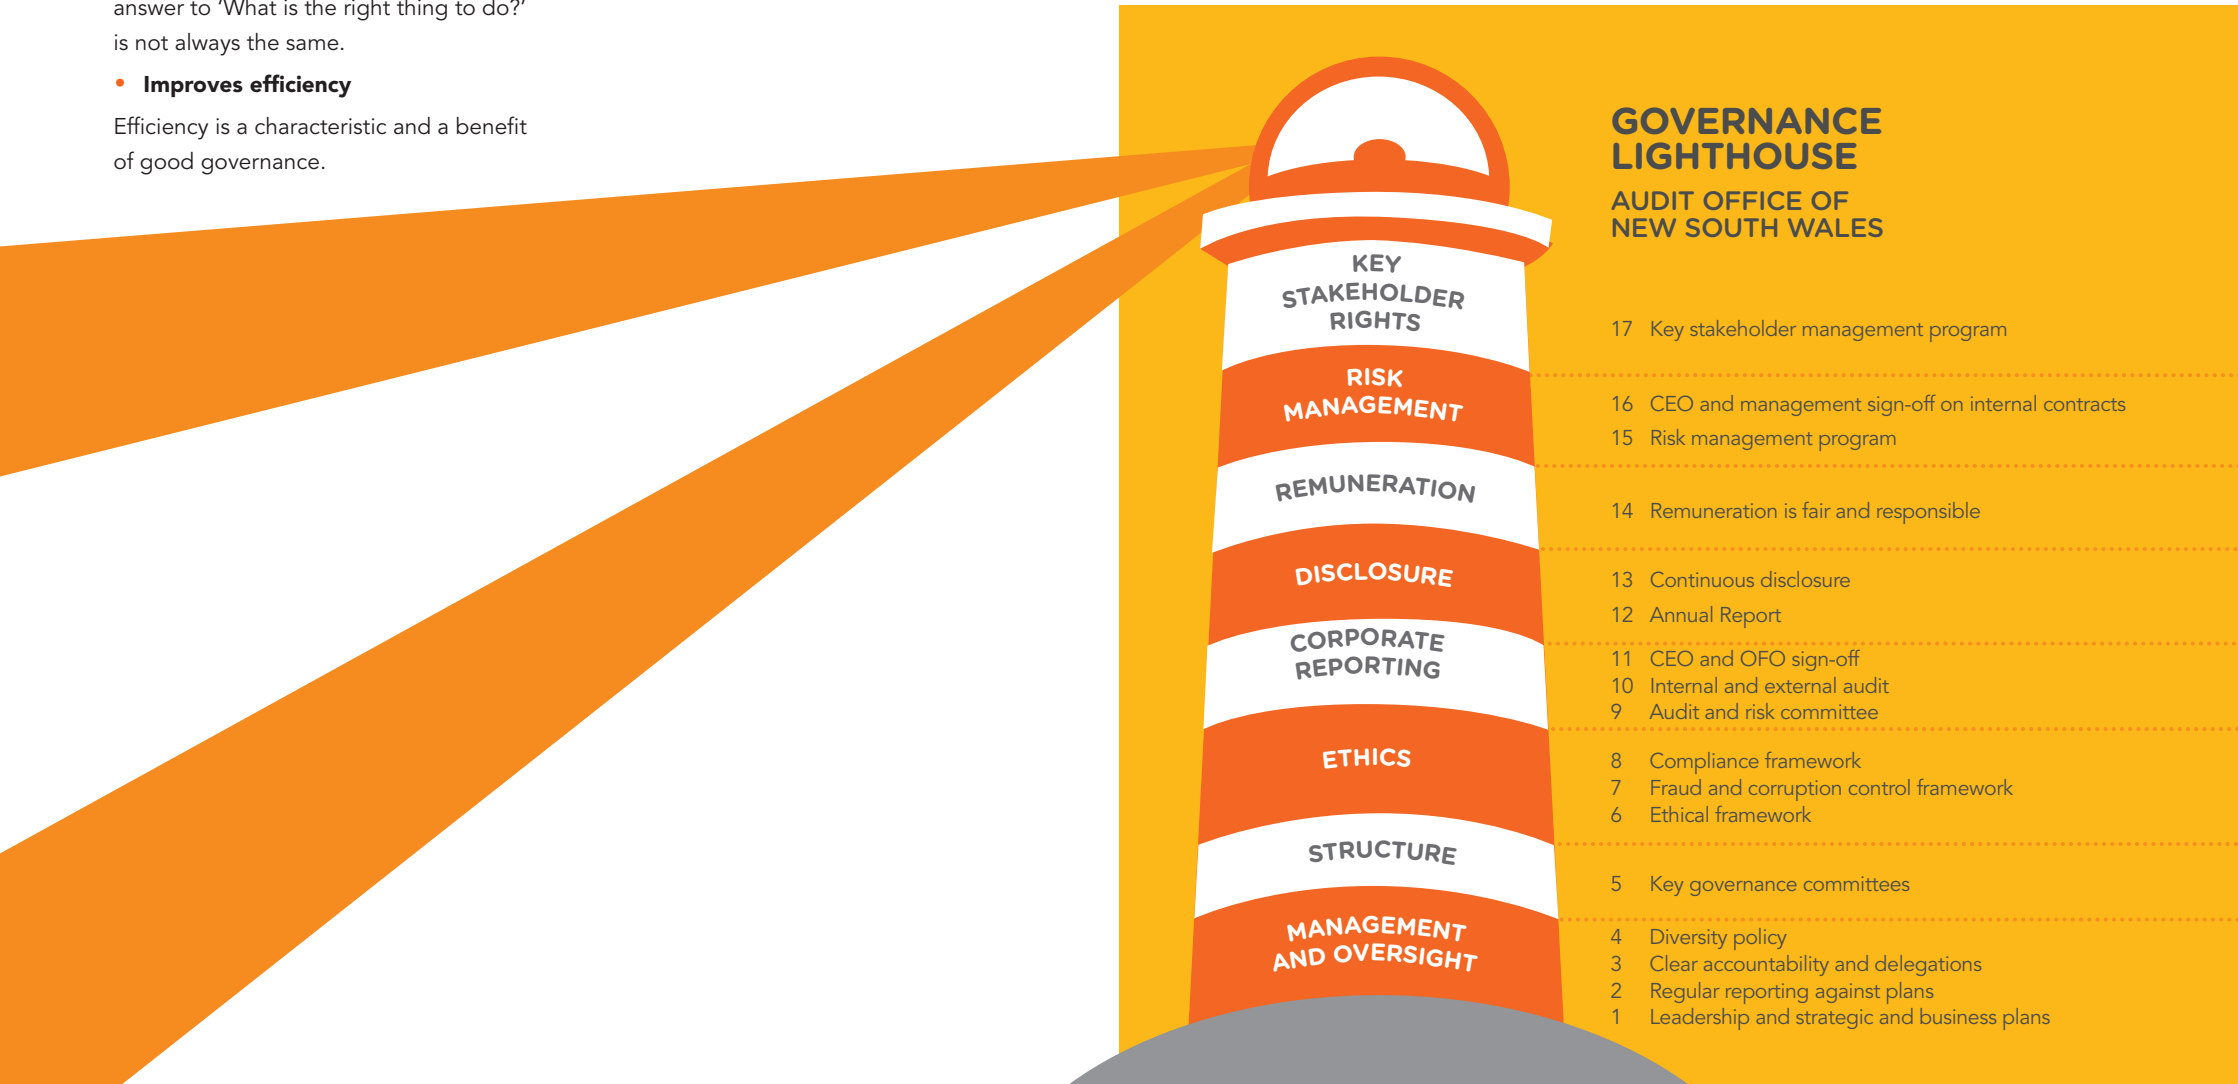 answer to ‘What is the right thing to do?’
is not always the same.
• Improves efficiency
Efficiency is a characteristic and a benefit
of good governance.
GOVERNANCE
LIGHTHOUSE
AUDIT OFFICE OF
NEW SOUTH WALES
KEY
STAKEHOLDER
RIGHTS
17 Key stakeholder management program
RISK
MANAGEMENT
16 CEO and management sign-off on internal contracts
15 Risk management program
REMUNERATION
14 Remuneration is fair and responsible
DISCLOSURE
13 Continuous disclosure
12 Annual Report
CORPORATE
REPORTING
11 CEO and OFO sign-off
10 Internal and external audit
9 Audit and risk committee
ETHICS
8 Compliance framework
7 Fraud and corruption control framework
6 Ethical framework
STRUCTURE
5 Key governance committees
MANAGEMENT
AND OVERSIGHT
4 Diversity policy
3 Clear accountability and delegations
2 Regular reporting against plans
1 Leadership and strategic and business plans